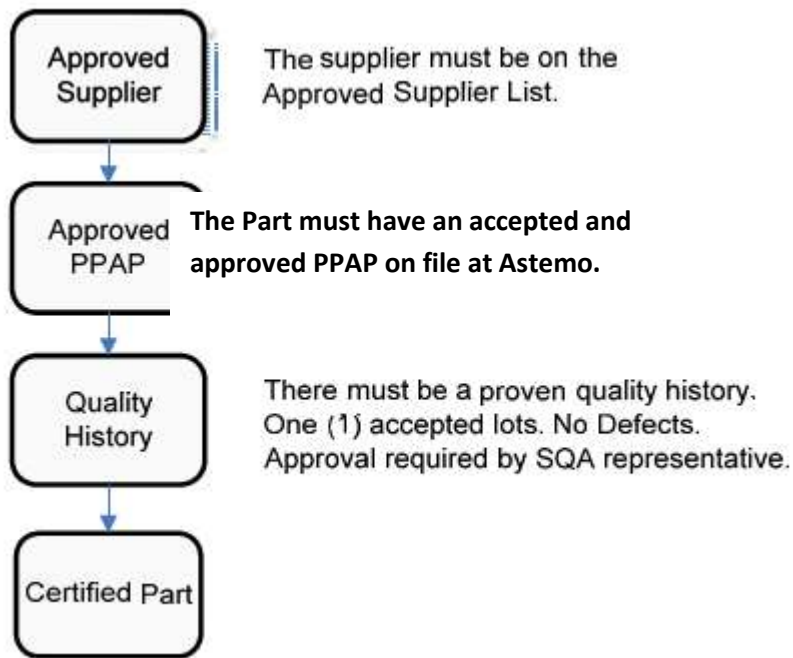 Approved
Supplier
The supplier must be on the
Approved Supplier List.
Approved
PPAP
The Part must have an accepted and
approved PPAP on file at Astemo.
Quality
History
There must be a proven quality history.
One (1) accepted lots. No Defects.
Approval required by SQA representative.
Certified Part